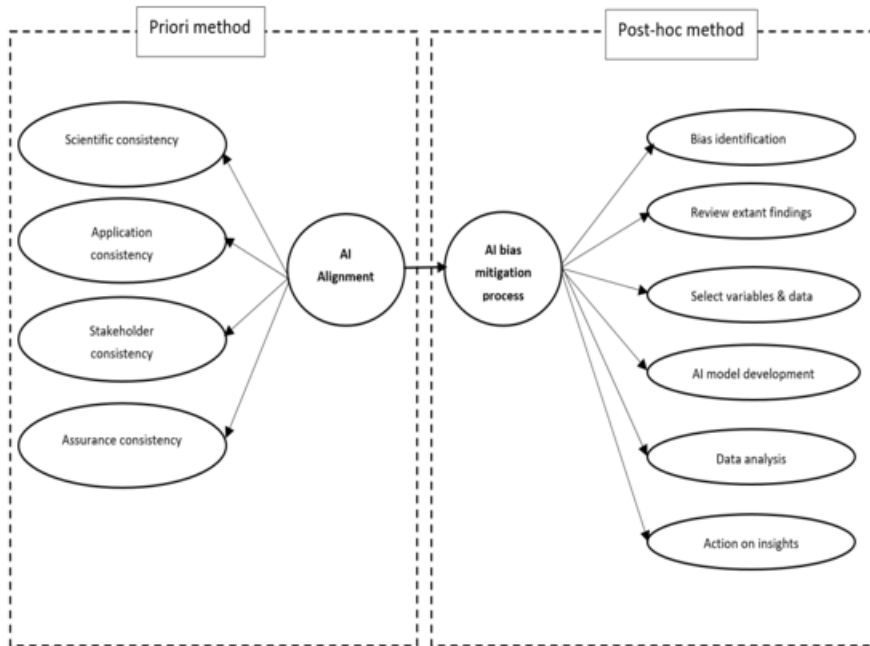 Priori method
Post-hoc method
Scientific consistency
Application
consistency
Stakeholder
consistency
Assurance consistency
AI
Alignment
AI bias
mitigation
process
Bias identification
Review extant findings
Select variables & data
AI model development
Data analysis
Action on insights